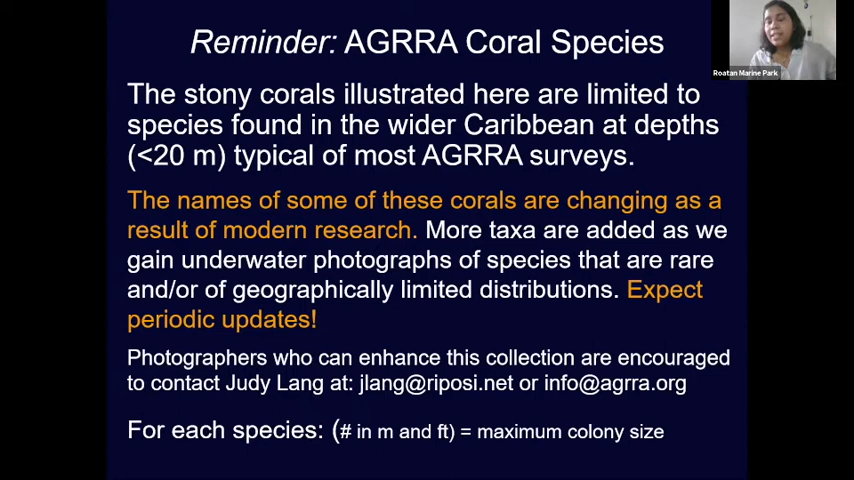 Reminder: AGRRA Coral Species
Roatan Marine Park
The stony corals illustrated here are limited to
species found in the wider Caribbean at depths
(<20 m) typical of most AGRRA surveys.
The names of some of these corals are changing as a
result of modern research. More taxa are added as we
gain underwater photographs of species that are rare
and/or of geographically limited distributions. Expect
periodic updates!
Photographers who can enhance this collection are encouraged
to contact Judy Lang at: jlang@riposi.net or info@agrra.org
For each species: (# in m and ft) = maximum colony size